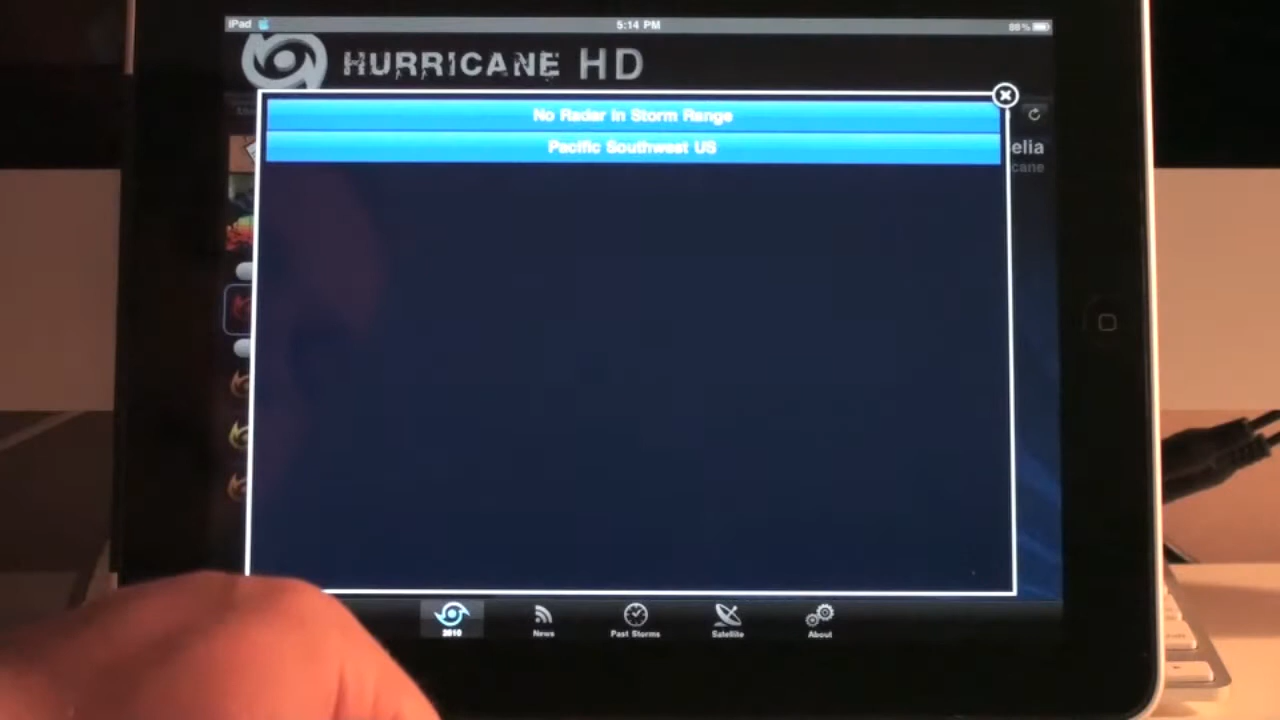 iPad 5:14 PM 88%
HURRICANE HD
No Radar in Storm Range
Pacific Southwest US
elia
cane
2010 News Past Storms Satellite About